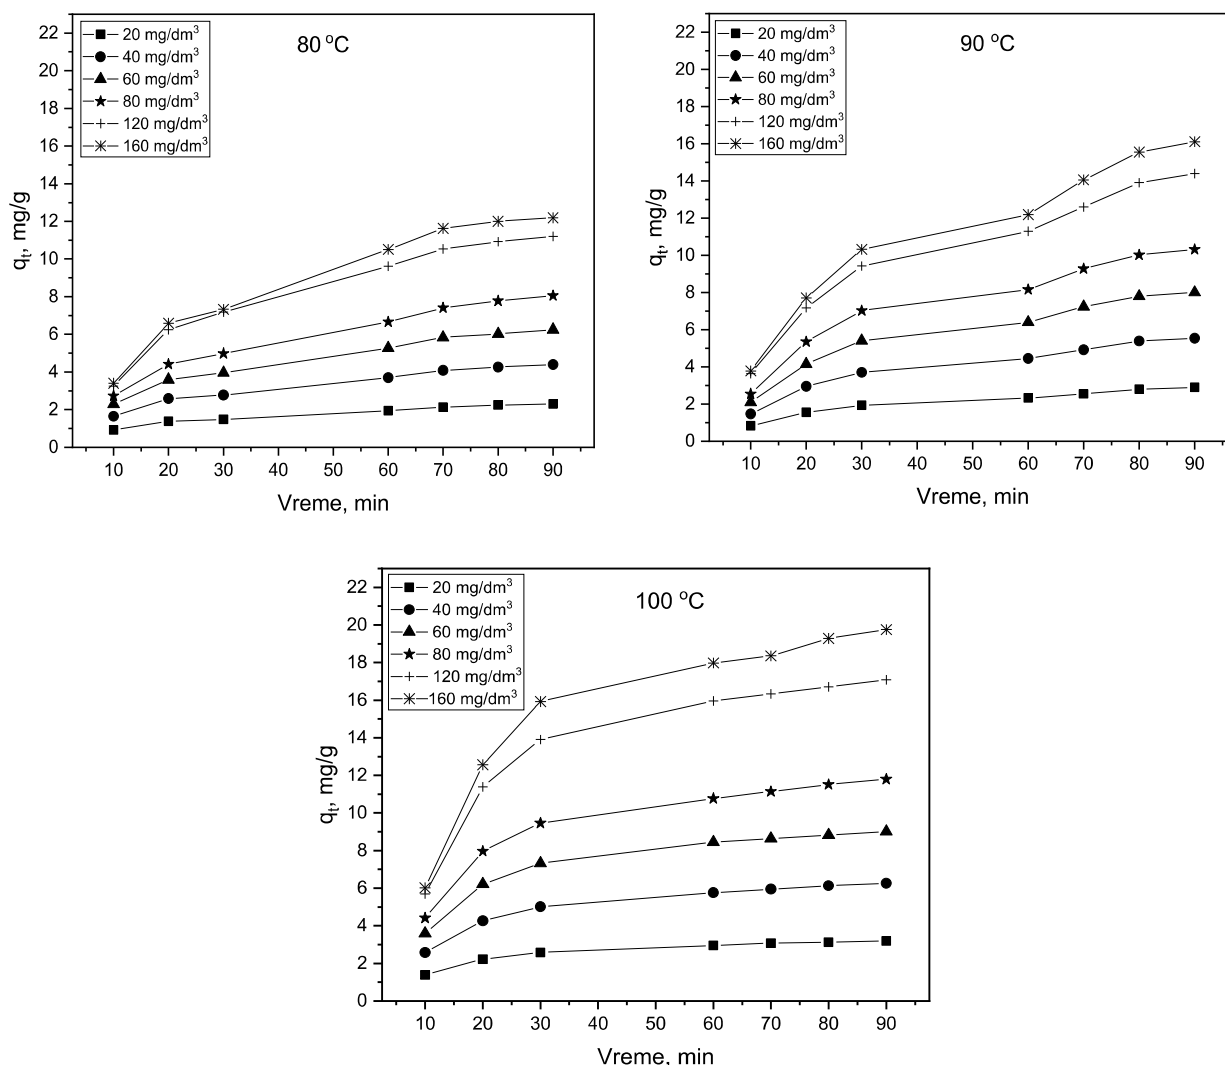 80 °C
20 mg/dm³
40 mg/dm³
60 mg/dm³
80 mg/dm³
120 mg/dm³
160 mg/dm³
qₜ, mg/g
22
20
18
16
14
12
10
8
6
4
2
0
10 20 30 40 50 60 70 80 90
Vreme, min
90 °C
20 mg/dm³
40 mg/dm³
60 mg/dm³
80 mg/dm³
120 mg/dm³
160 mg/dm³
qₜ, mg/g
22
20
18
16
14
12
10
8
6
4
2
0
10 20 30 40 50 60 70 80 90
Vreme, min
100 °C
20 mg/dm³
40 mg/dm³
60 mg/dm³
80 mg/dm³
120 mg/dm³
160 mg/dm³
qₜ, mg/g
22
20
18
16
14
12
10
8
6
4
2
0
10 20 30 40 50 60 70 80 90
Vreme, min